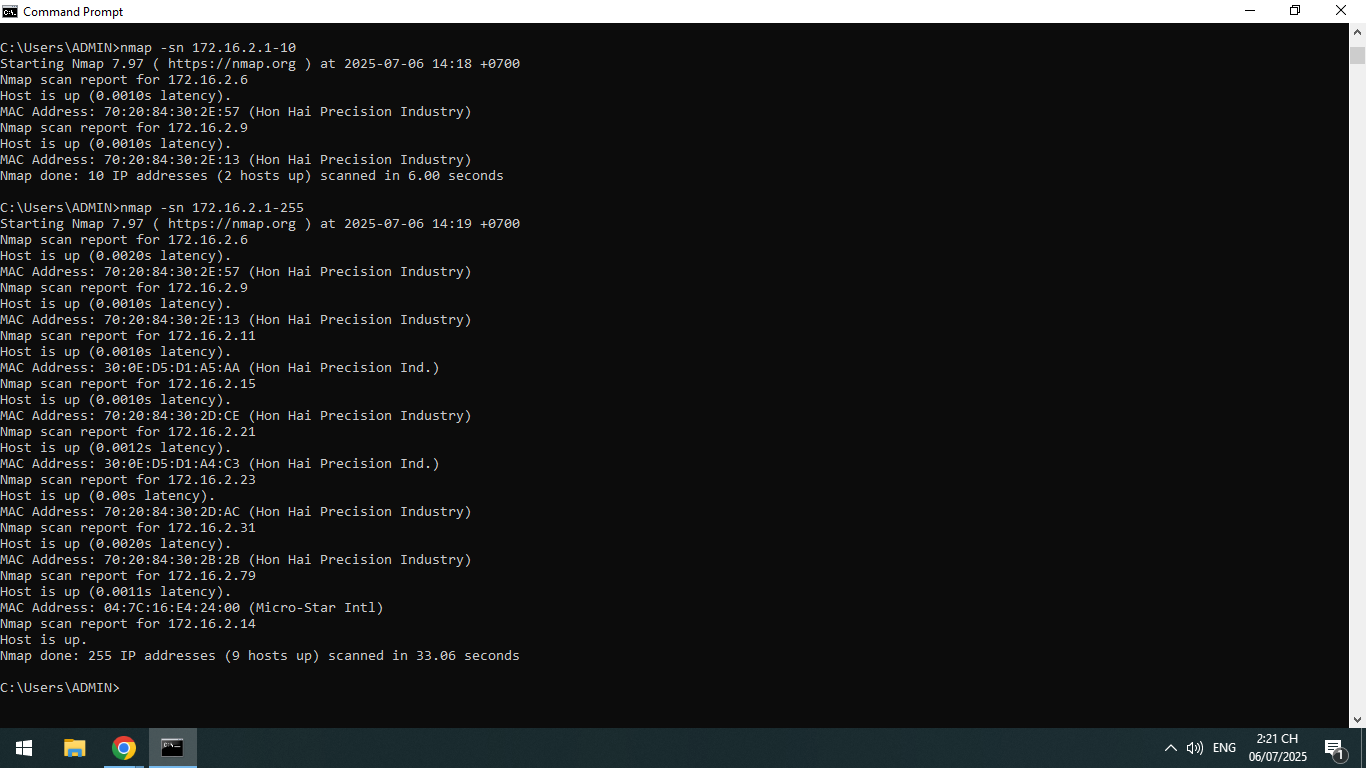 Command Prompt
C:\Users\ADMIN>nmap -sn 172.16.2.1-10
Starting Nmap 7.97 ( https://nmap.org ) at 2025-07-06 14:18 +0700
Nmap scan report for 172.16.2.6
Host is up (0.0010s latency).
MAC Address: 70:20:84:30:2E:57 (Hon Hai Precision Industry)
Nmap scan report for 172.16.2.9
Host is up (0.0010s latency).
MAC Address: 70:20:84:30:2E:13 (Hon Hai Precision Industry)
Nmap done: 10 IP addresses (2 hosts up) scanned in 6.00 seconds
C:\Users\ADMIN>nmap -sn 172.16.2.1-255
Starting Nmap 7.97 ( https://nmap.org ) at 2025-07-06 14:19 +0700
Nmap scan report for 172.16.2.6
Host is up (0.0020s latency).
MAC Address: 70:20:84:30:2E:57 (Hon Hai Precision Industry)
Nmap scan report for 172.16.2.9
Host is up (0.0010s latency).
MAC Address: 70:20:84:30:2E:13 (Hon Hai Precision Industry)
Nmap scan report for 172.16.2.11
Host is up (0.0010s latency).
MAC Address: 30:0E:D5:D1:A5:AA (Hon Hai Precision Ind.)
Nmap scan report for 172.16.2.15
Host is up (0.0010s latency).
MAC Address: 70:20:84:30:2D:CE (Hon Hai Precision Industry)
Nmap scan report for 172.16.2.21
Host is up (0.0012s latency).
MAC Address: 30:0E:D5:D1:A4:C3 (Hon Hai Precision Ind.)
Nmap scan report for 172.16.2.23
Host is up (0.00s latency).
MAC Address: 70:20:84:30:2D:AC (Hon Hai Precision Industry)
Nmap scan report for 172.16.2.31
Host is up (0.0020s latency).
MAC Address: 70:20:84:30:2B:2B (Hon Hai Precision Industry)
Nmap scan report for 172.16.2.79
Host is up (0.0011s latency).
MAC Address: 04:7C:16:E4:24:00 (Micro-Star Intl)
Nmap scan report for 172.16.2.14
Host is up.
Nmap done: 255 IP addresses (9 hosts up) scanned in 33.06 seconds
C:\Users\ADMIN>
ENG
2:21 CH
06/07/2025
1